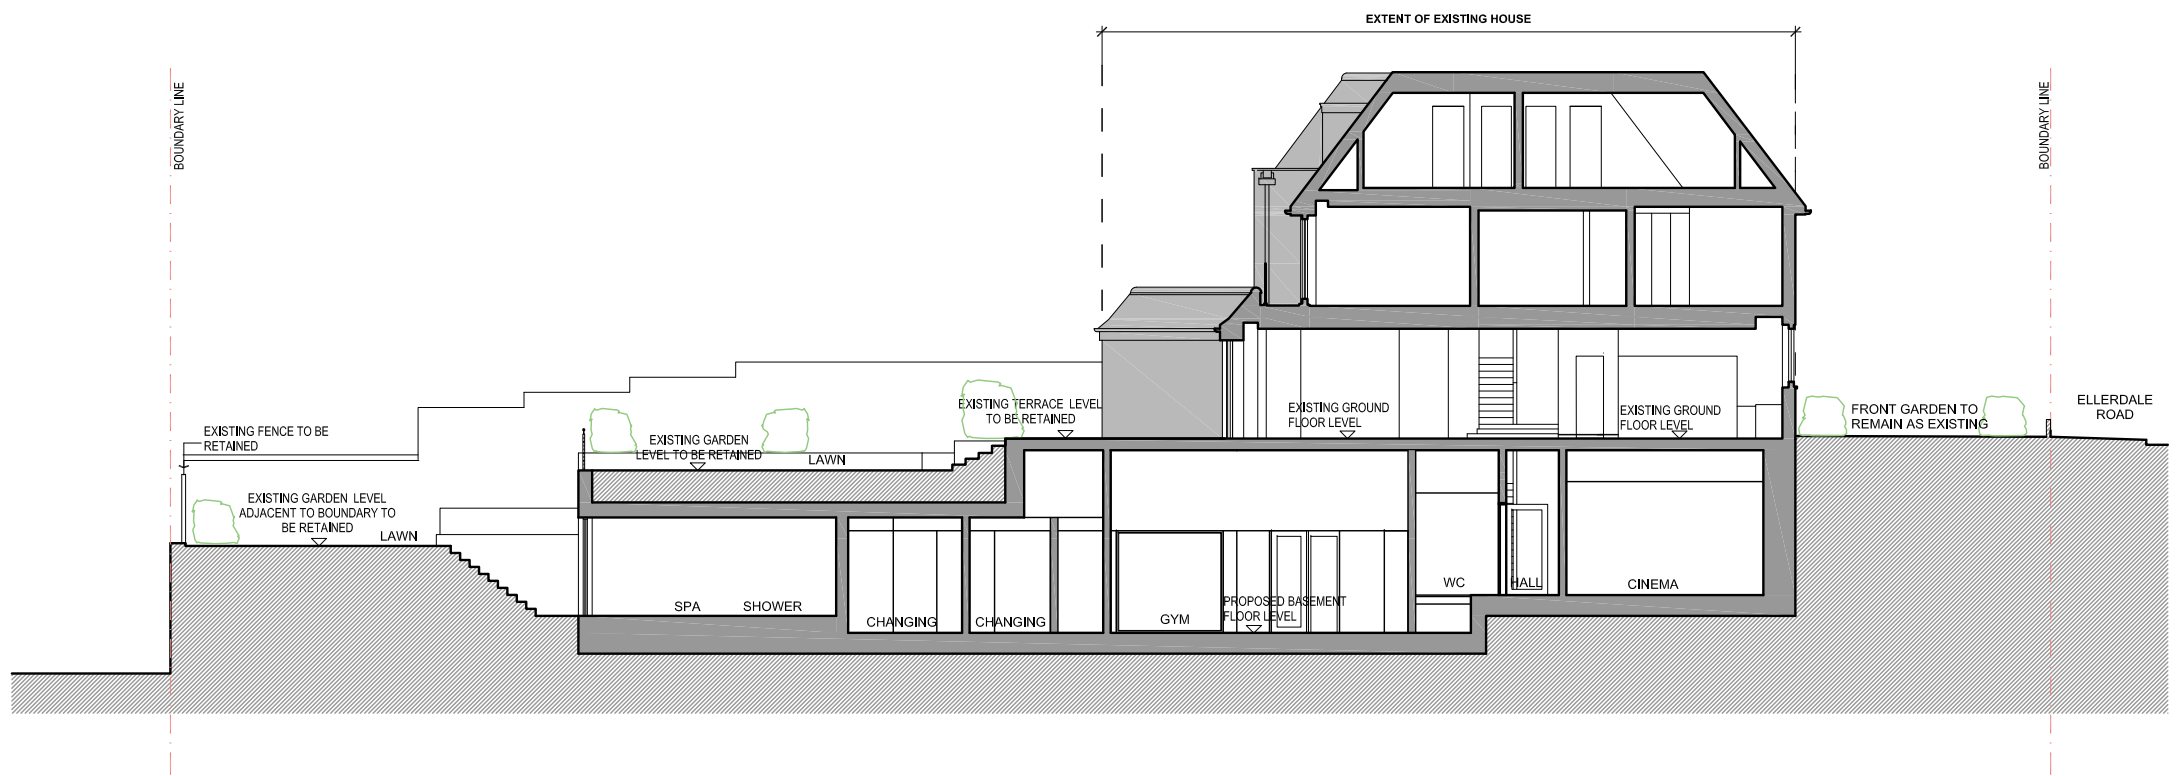 EXTENT OF EXISTING HOUSE
BOUNDARY LINE
BOUNDARY LINE
EXISTING TERRACE LEVEL
TO BE RETAINED
EXISTING GROUND
FLOOR LEVEL
EXISTING GROUND
FLOOR LEVEL
FRONT GARDEN TO
REMAIN AS EXISTING
ELLERDALE
ROAD
EXISTING FENCE TO BE
RETAINED
EXISTING GARDEN
LEVEL TO BE RETAINED
LAWN
EXISTING GARDEN LEVEL
ADJACENT TO BOUNDARY TO
BE RETAINED
LAWN
SPA
SHOWER
CHANGING
CHANGING
GYM
PROPOSED BASEMENT
FLOOR LEVEL
WC
HALL
CINEMA